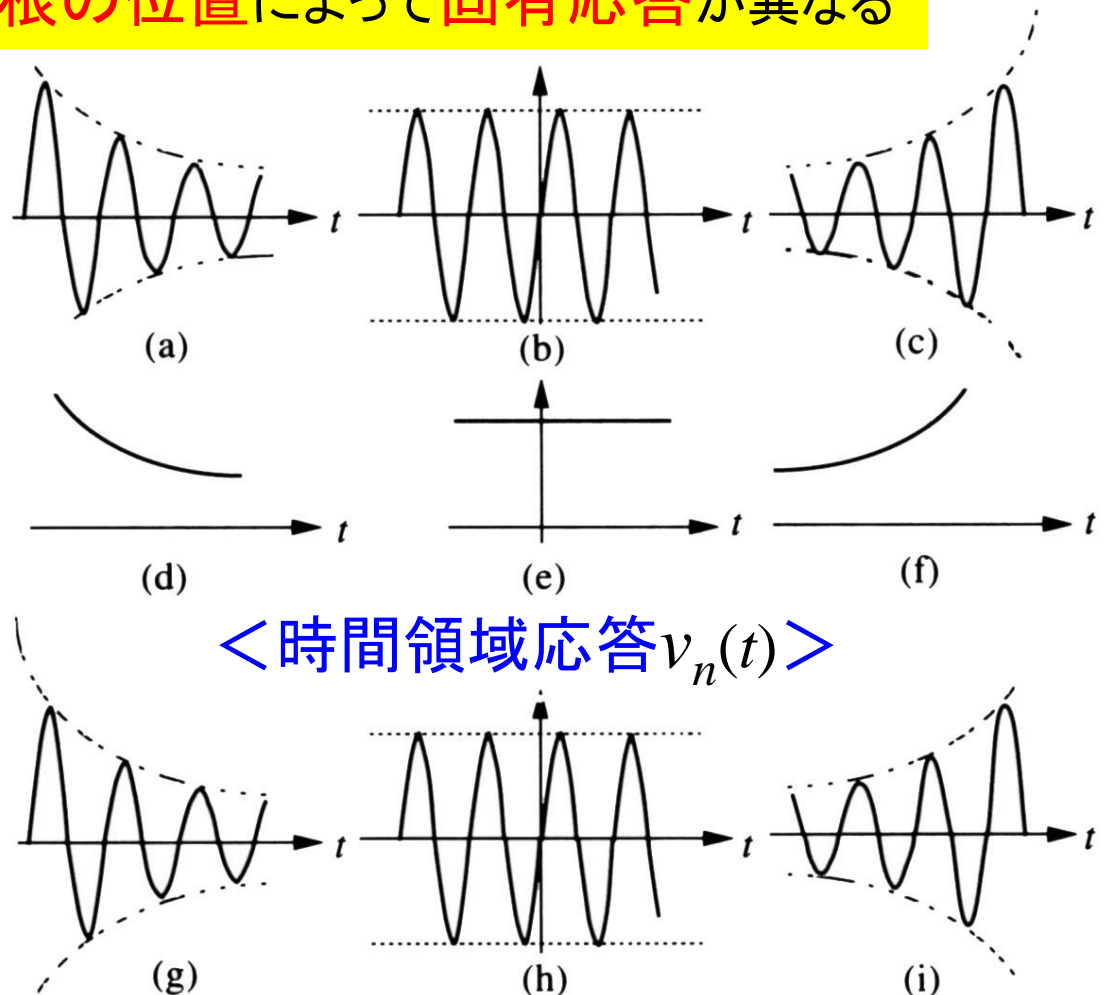 根の位置によって固有応答が異なる
t t t
(a) (b) (c)
t t t
(d) (e) (f)
＜時間領域応答vₙ(t)＞
t t t
(g) (h) (i)